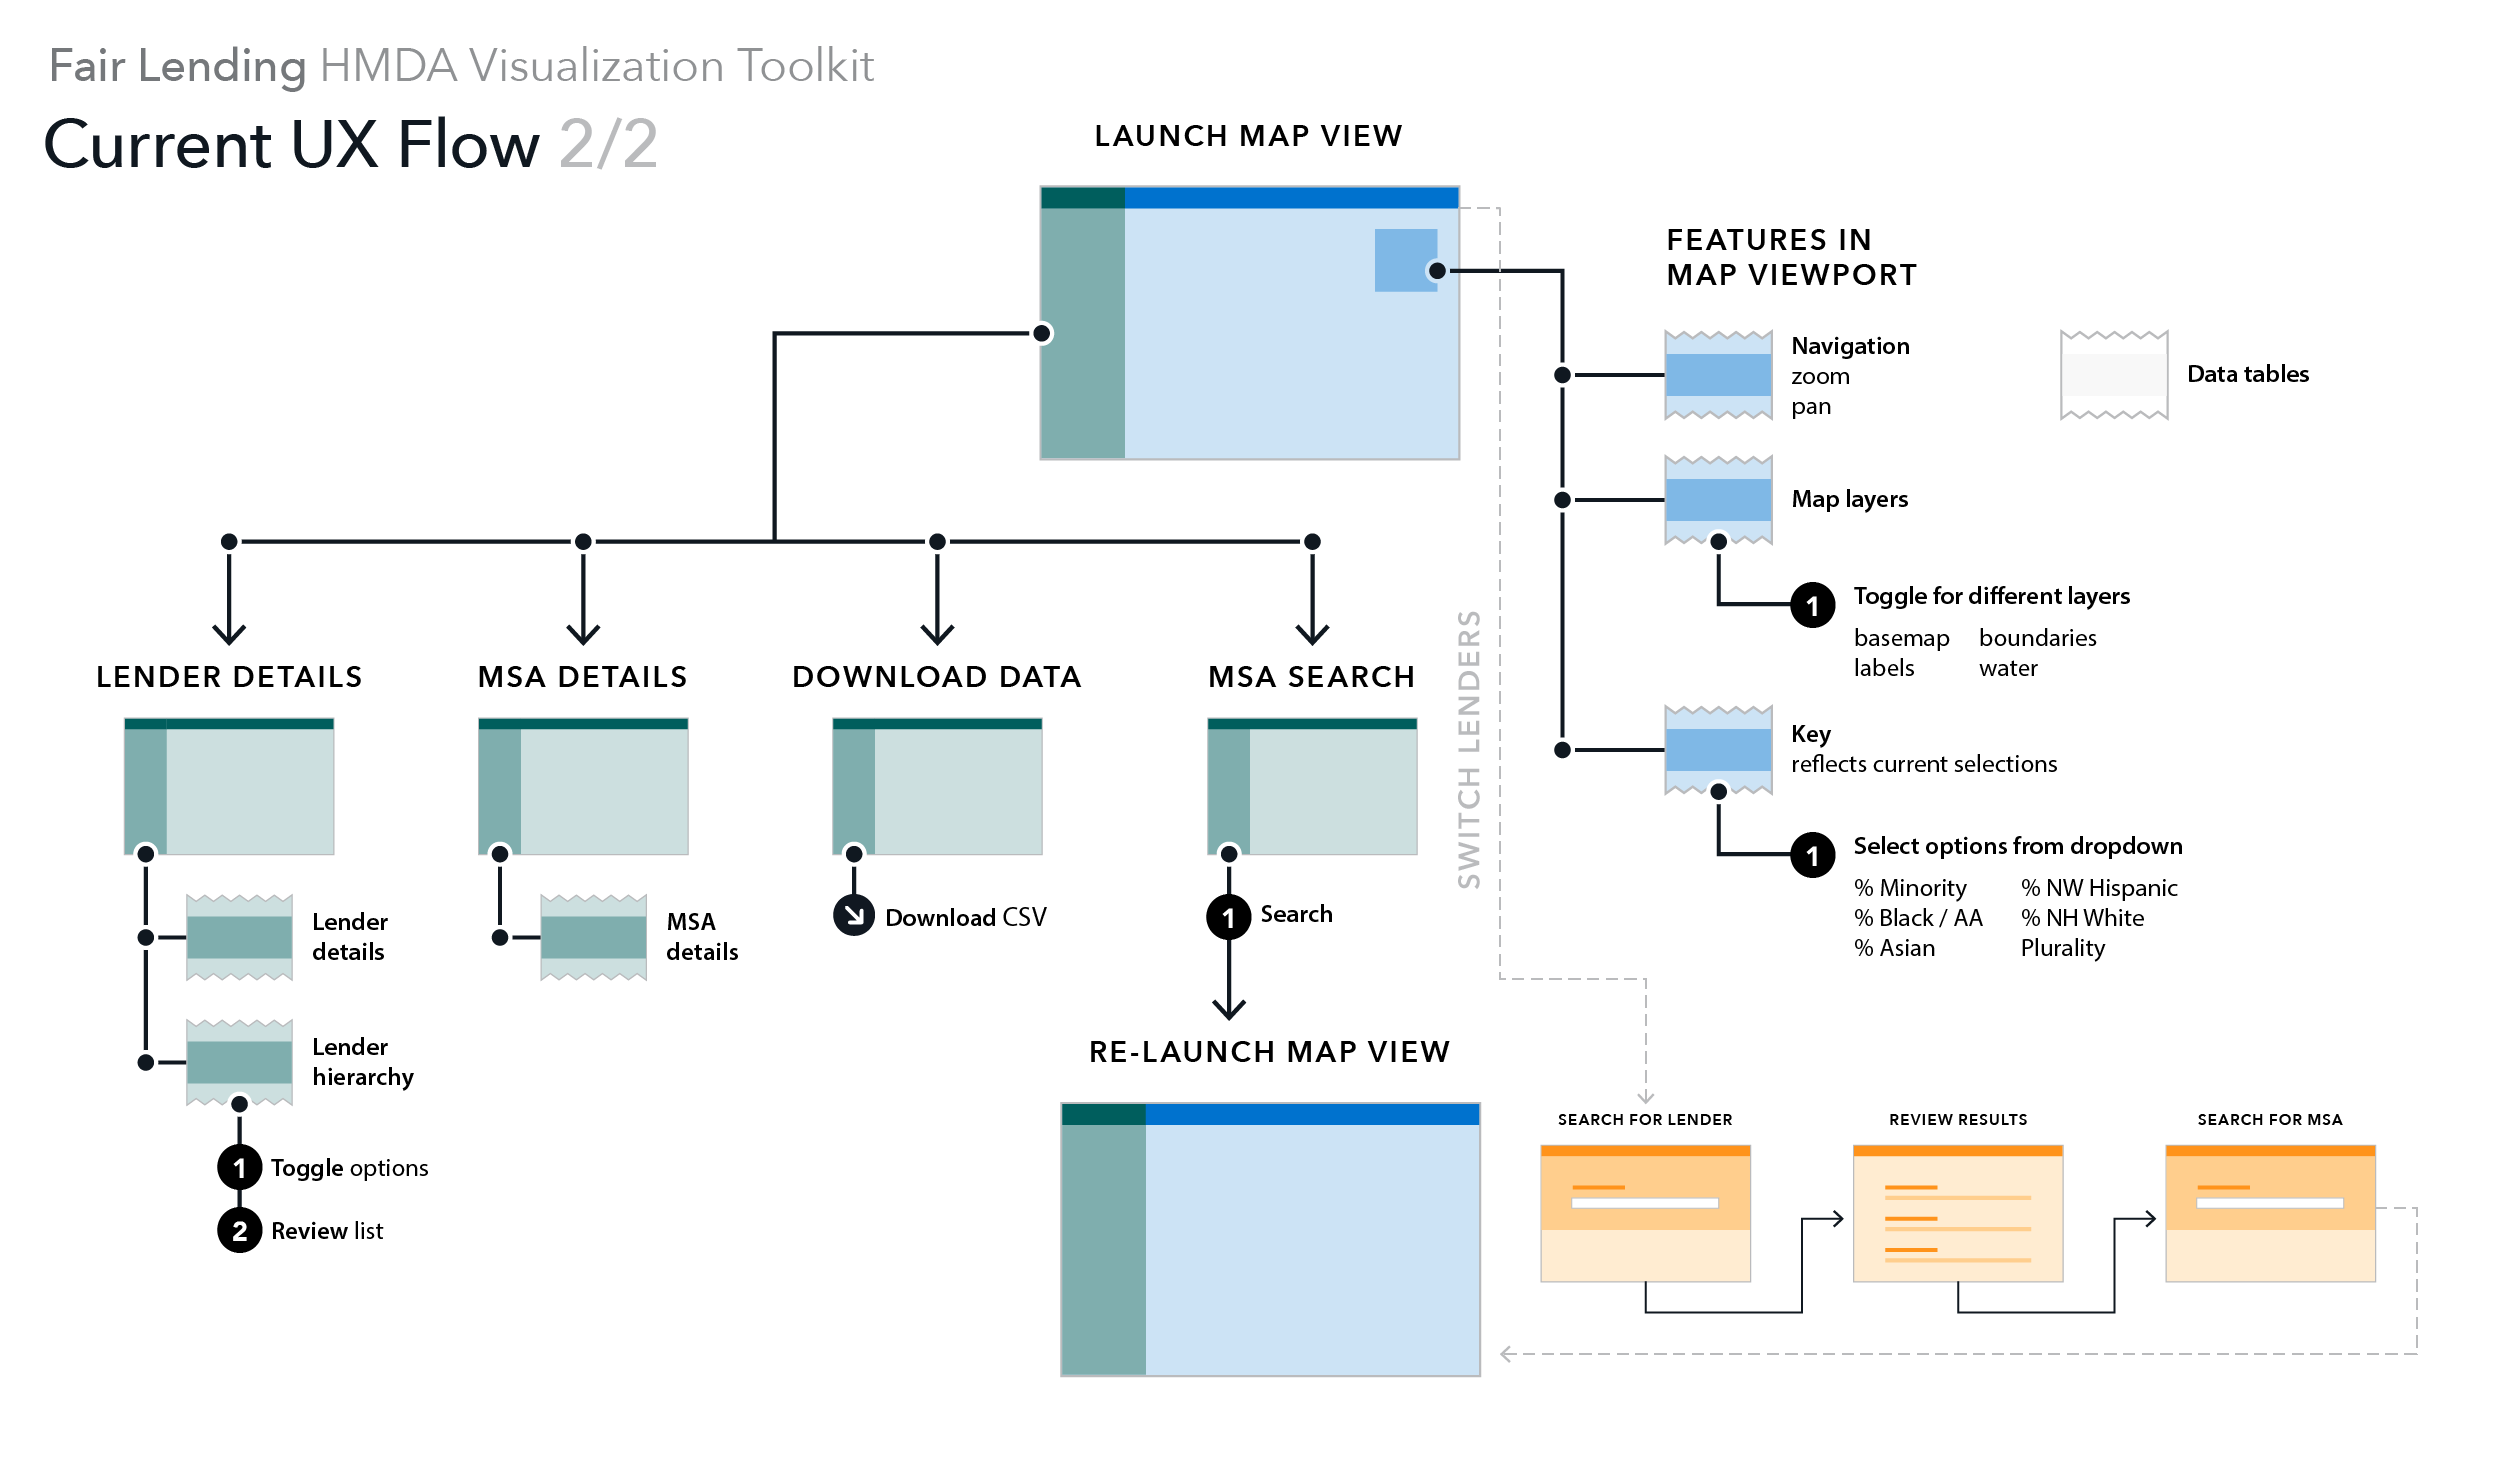 Fair Lending HMDA Visualization Toolkit
Current UX Flow 2/2
LAUNCH MAP VIEW
FEATURES IN
MAP VIEWPORT
Navigation
zoom
pan
Data tables
Map layers
1 Toggle for different layers
basemap boundaries
labels water
Key
reflects current selections
1 Select options from dropdown
% Minority % NW Hispanic
% Black / AA % NH White
% Asian Plurality
SWITCH LENDERS
LENDER DETAILS
MSA DETAILS
DOWNLOAD DATA
MSA SEARCH
Lender
details
Lender
hierarchy
1 Toggle options
2 Review list
MSA
details
Download CSV
1 Search
RE-LAUNCH MAP VIEW
SEARCH FOR LENDER
REVIEW RESULTS
SEARCH FOR MSA